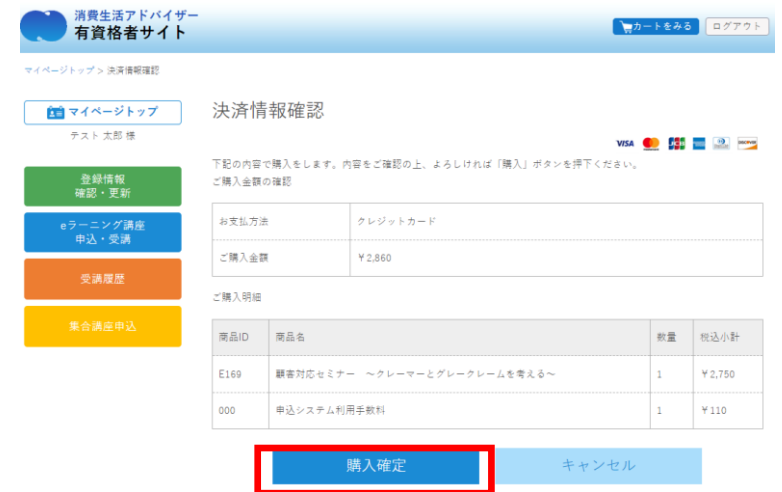 消費生活アドバイザー
有資格者サイト
カートをみる
ログアウト
マイページトップ > 決済情報確認
マイページトップ
テスト 太郎 様
登録情報
確認・更新
eラーニング講座
申込・受講
受講履歴
集合講座申込
決済情報確認
VISA JCB DISCOVER
下記の内容で購入をします。内容をご確認の上、よろしければ「購入」ボタンを押下ください。
ご購入金額の確認
お支払方法 クレジットカード
ご購入金額 ￥2,860
ご購入明細
商品ID 商品名 数量 税込小計
E169 顧客対応セミナー ～クレーマーとグレークレームを考える～ 1 ￥2,750
000 申込システム利用手数料 1 ￥110
購入確定
キャンセル